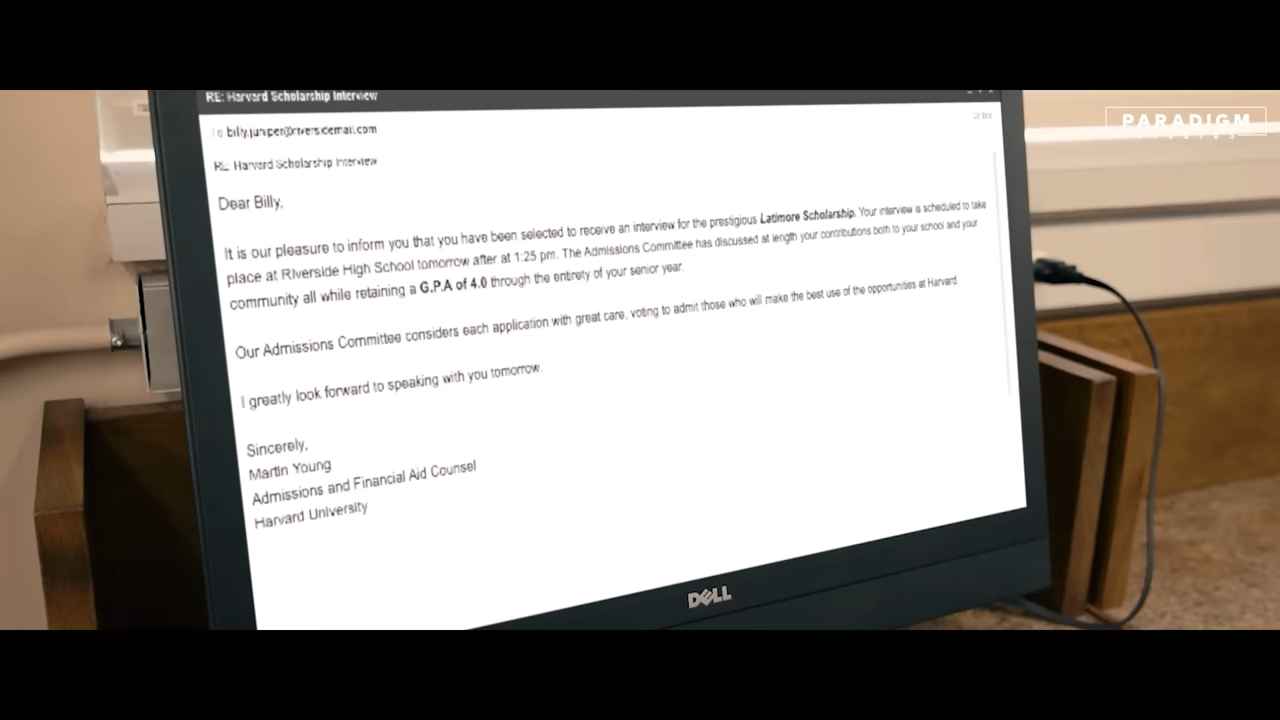 RE: Harvard Scholarship Interview
PARADIGM
STUDIOS
To billy.juniper@riversidemail.com
RE: Harvard Scholarship Interview
Dear Billy,
It is our pleasure to inform you that you have been selected to receive an interview for the prestigious Latimore Scholarship. Your interview is scheduled to take
place at Riverside High School tomorrow after at 1:25 pm. The Admissions Committee has discussed at length your contributions both to your school and your
community all while retaining a G.P.A of 4.0 through the entirety of your senior year.
Our Admissions Committee considers each application with great care, voting to admit those who will make the best use of the opportunities at Harvard.
I greatly look forward to speaking with you tomorrow.
Sincerely,
Martin Young
Admissions and Financial Aid Counsel
Harvard University
DELL